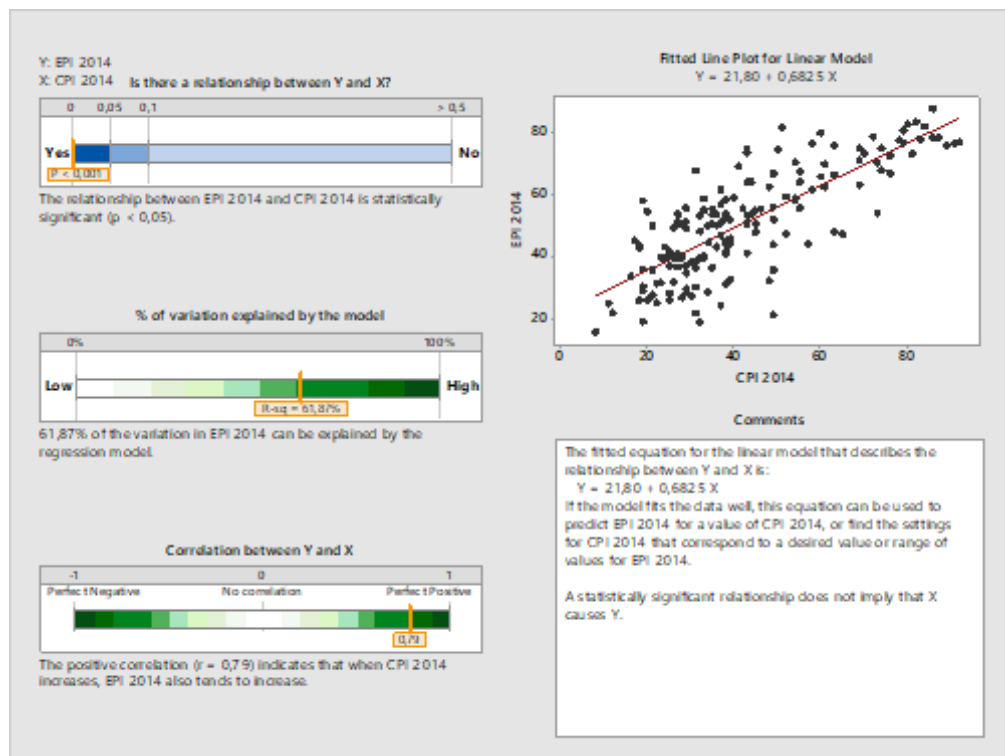 Y: EPI 2014
X: CPI 2014
Is there a relationship between Y and X?
0 0,05 0,1 > 0,5
Yes No
P < 0,001
The relationship between EPI 2014 and CPI 2014 is statistically
significant (p < 0,05).
% of variation explained by the model
0% 100%
Low High
R-sq = 61,87%
61,87% of the variation in EPI 2014 can be explained by the
regression model.
Correlation between Y and X
-1 0 1
Perfect Negative No correlation Perfect Positive
0,79
The positive correlation (r = 0,79) indicates that when CPI 2014
increases, EPI 2014 also tends to increase.
Fitted Line Plot for Linear Model
Y = 21,80 + 0,6825 X
EPI 2014
80
60
40
20
0 20 40 60 80
CPI 2014
Comments
The fitted equation for the linear model that describes the
relationship between Y and X is:
Y = 21,80 + 0,6825 X
If the model fits the data well, this equation can be used to
predict EPI 2014 for a value of CPI 2014, or find the settings
for CPI 2014 that correspond to a desired value or range of
values for EPI 2014.
A statistically significant relationship does not imply that X
causes Y.